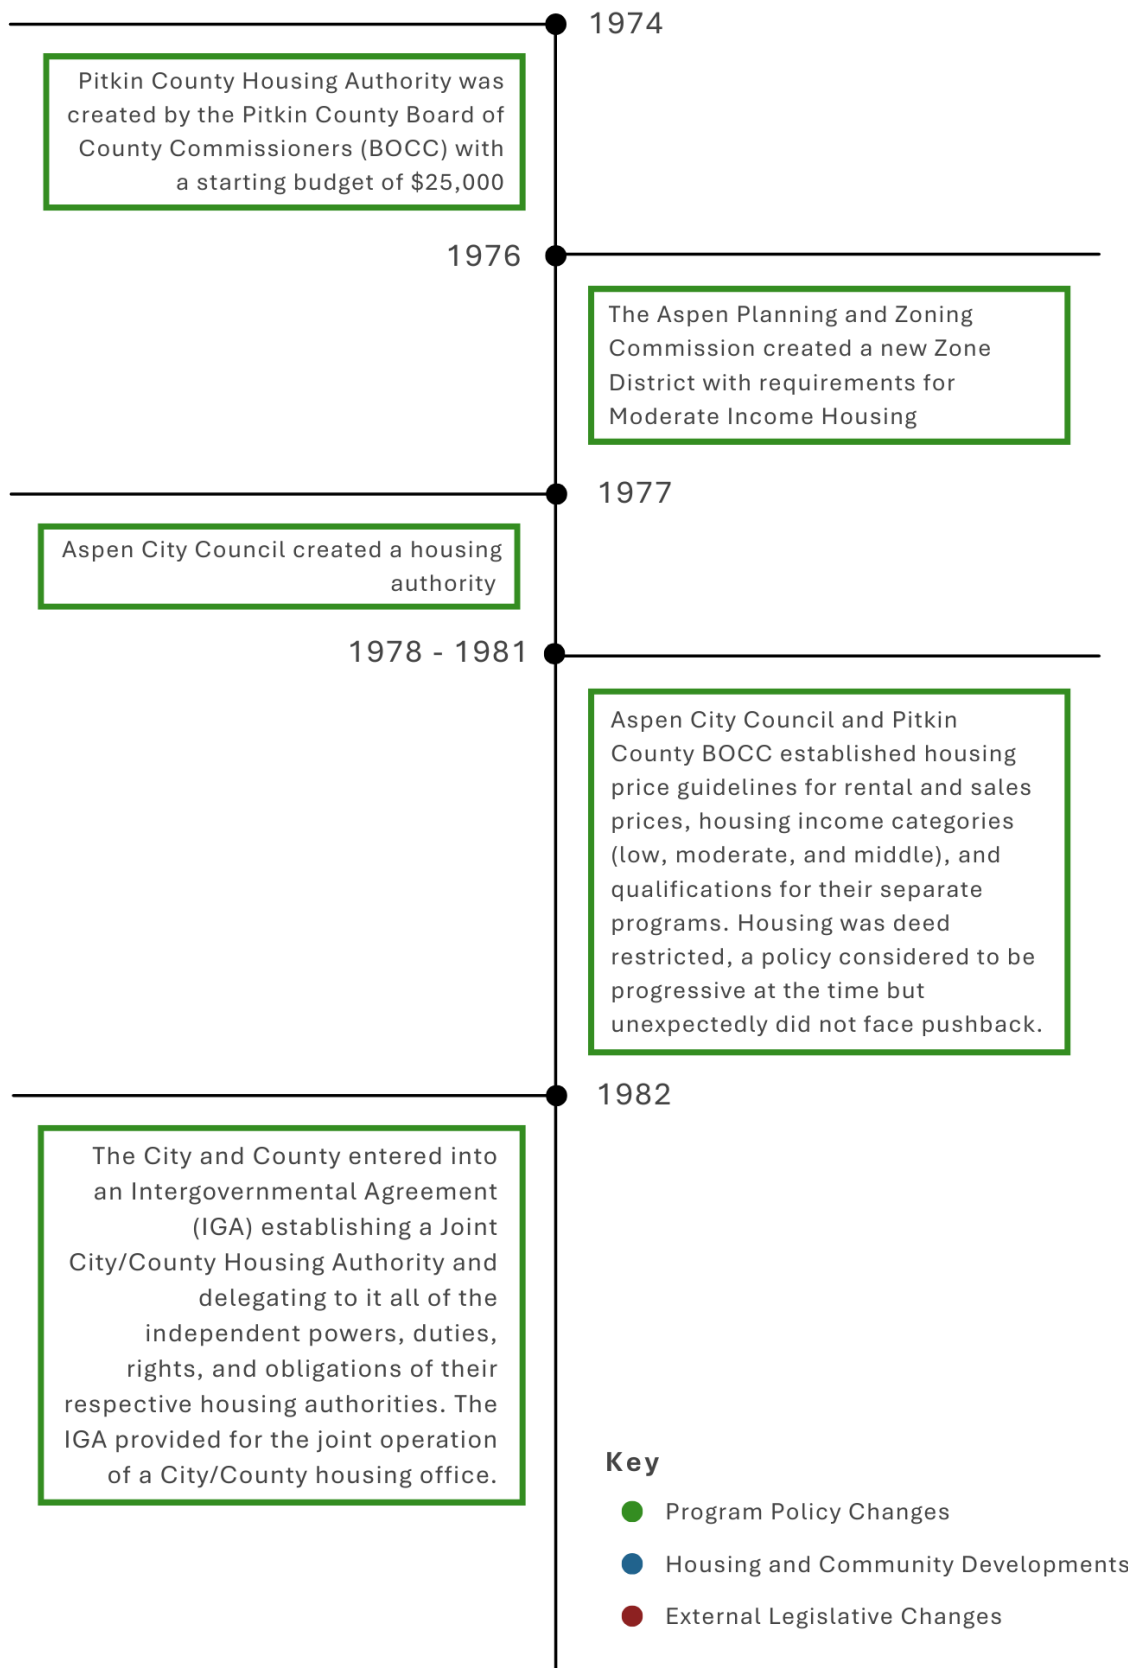 1974
Pitkin County Housing Authority was
created by the Pitkin County Board of
County Commissioners (BOCC) with
a starting budget of $25,000
1976
The Aspen Planning and Zoning
Commission created a new Zone
District with requirements for
Moderate Income Housing
1977
Aspen City Council created a housing
authority
1978 - 1981
Aspen City Council and Pitkin
County BOCC established housing
price guidelines for rental and sales
prices, housing income categories
(low, moderate, and middle), and
qualifications for their separate
programs. Housing was deed
restricted, a policy considered to be
progressive at the time but
unexpectedly did not face pushback.
1982
The City and County entered into
an Intergovernmental Agreement
(IGA) establishing a Joint
City/County Housing Authority and
delegating to it all of the
independent powers, duties,
rights, and obligations of their
respective housing authorities. The
IGA provided for the joint operation
of a City/County housing office.
Key
Program Policy Changes
Housing and Community Developments
External Legislative Changes